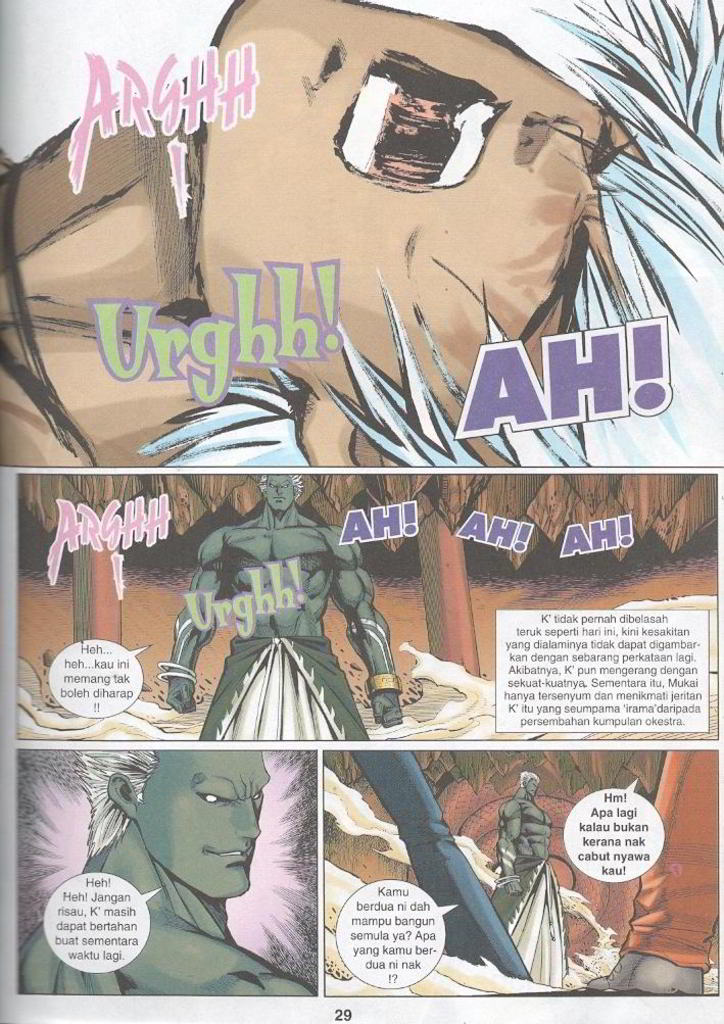 ARGHH
!
Urghh!
AH!
ARGHH
!
AH!
AH!
AH!
Urghh!
Heh...
heh...kau ini
memang tak
boleh diharap
!!
K' tidak pernah dibelasah
teruk seperti hari ini, kini kesakitan
yang dialaminya tidak dapat digambar-
kan dengan sebarang perkataan lagi.
Akibatnya, K' pun mengerang dengan
sekuat-kuatnya. Sementara itu, Mukai
hanya tersenyum dan menikmati jeritan
K' itu yang seumpama 'irama'daripada
persembahan kumpulan okestra.
Heh!
Heh! Jangan
risau, K' masih
dapat bertahan
buat sementara
waktu lagi.
Kamu
berdua ni dah
mampu bangun
semula ya? Apa
yang kamu ber-
dua ni nak
!?
Hm!
Apa lagi
kalau bukan
kerana nak
cabut nyawa
kau!
29